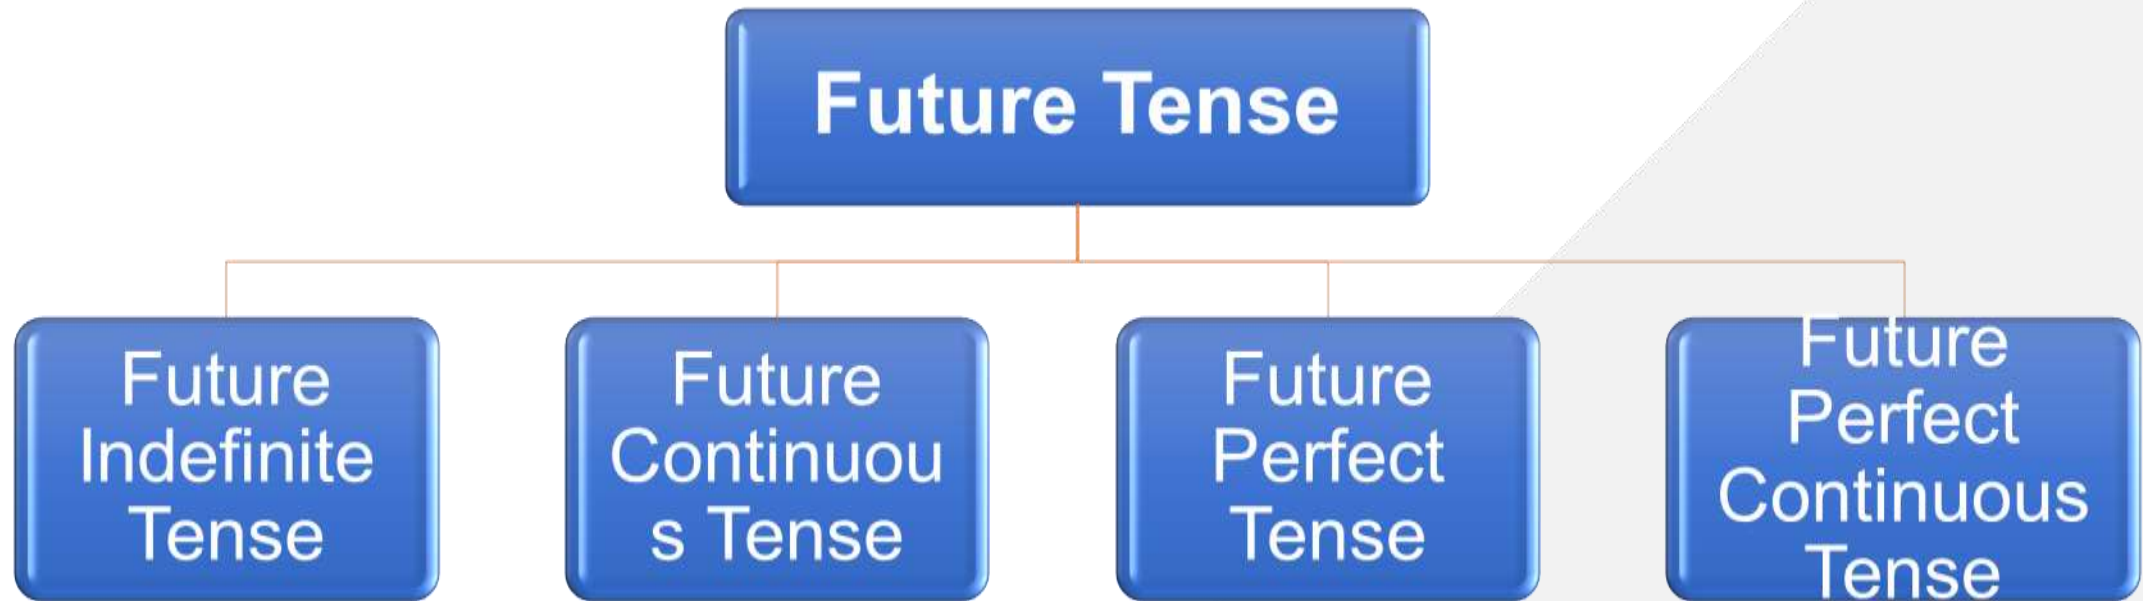 Future Tense
Future
Indefinite
Tense
Future
Continuou
s Tense
Future
Perfect
Tense
Future
Perfect
Continuous
Tense